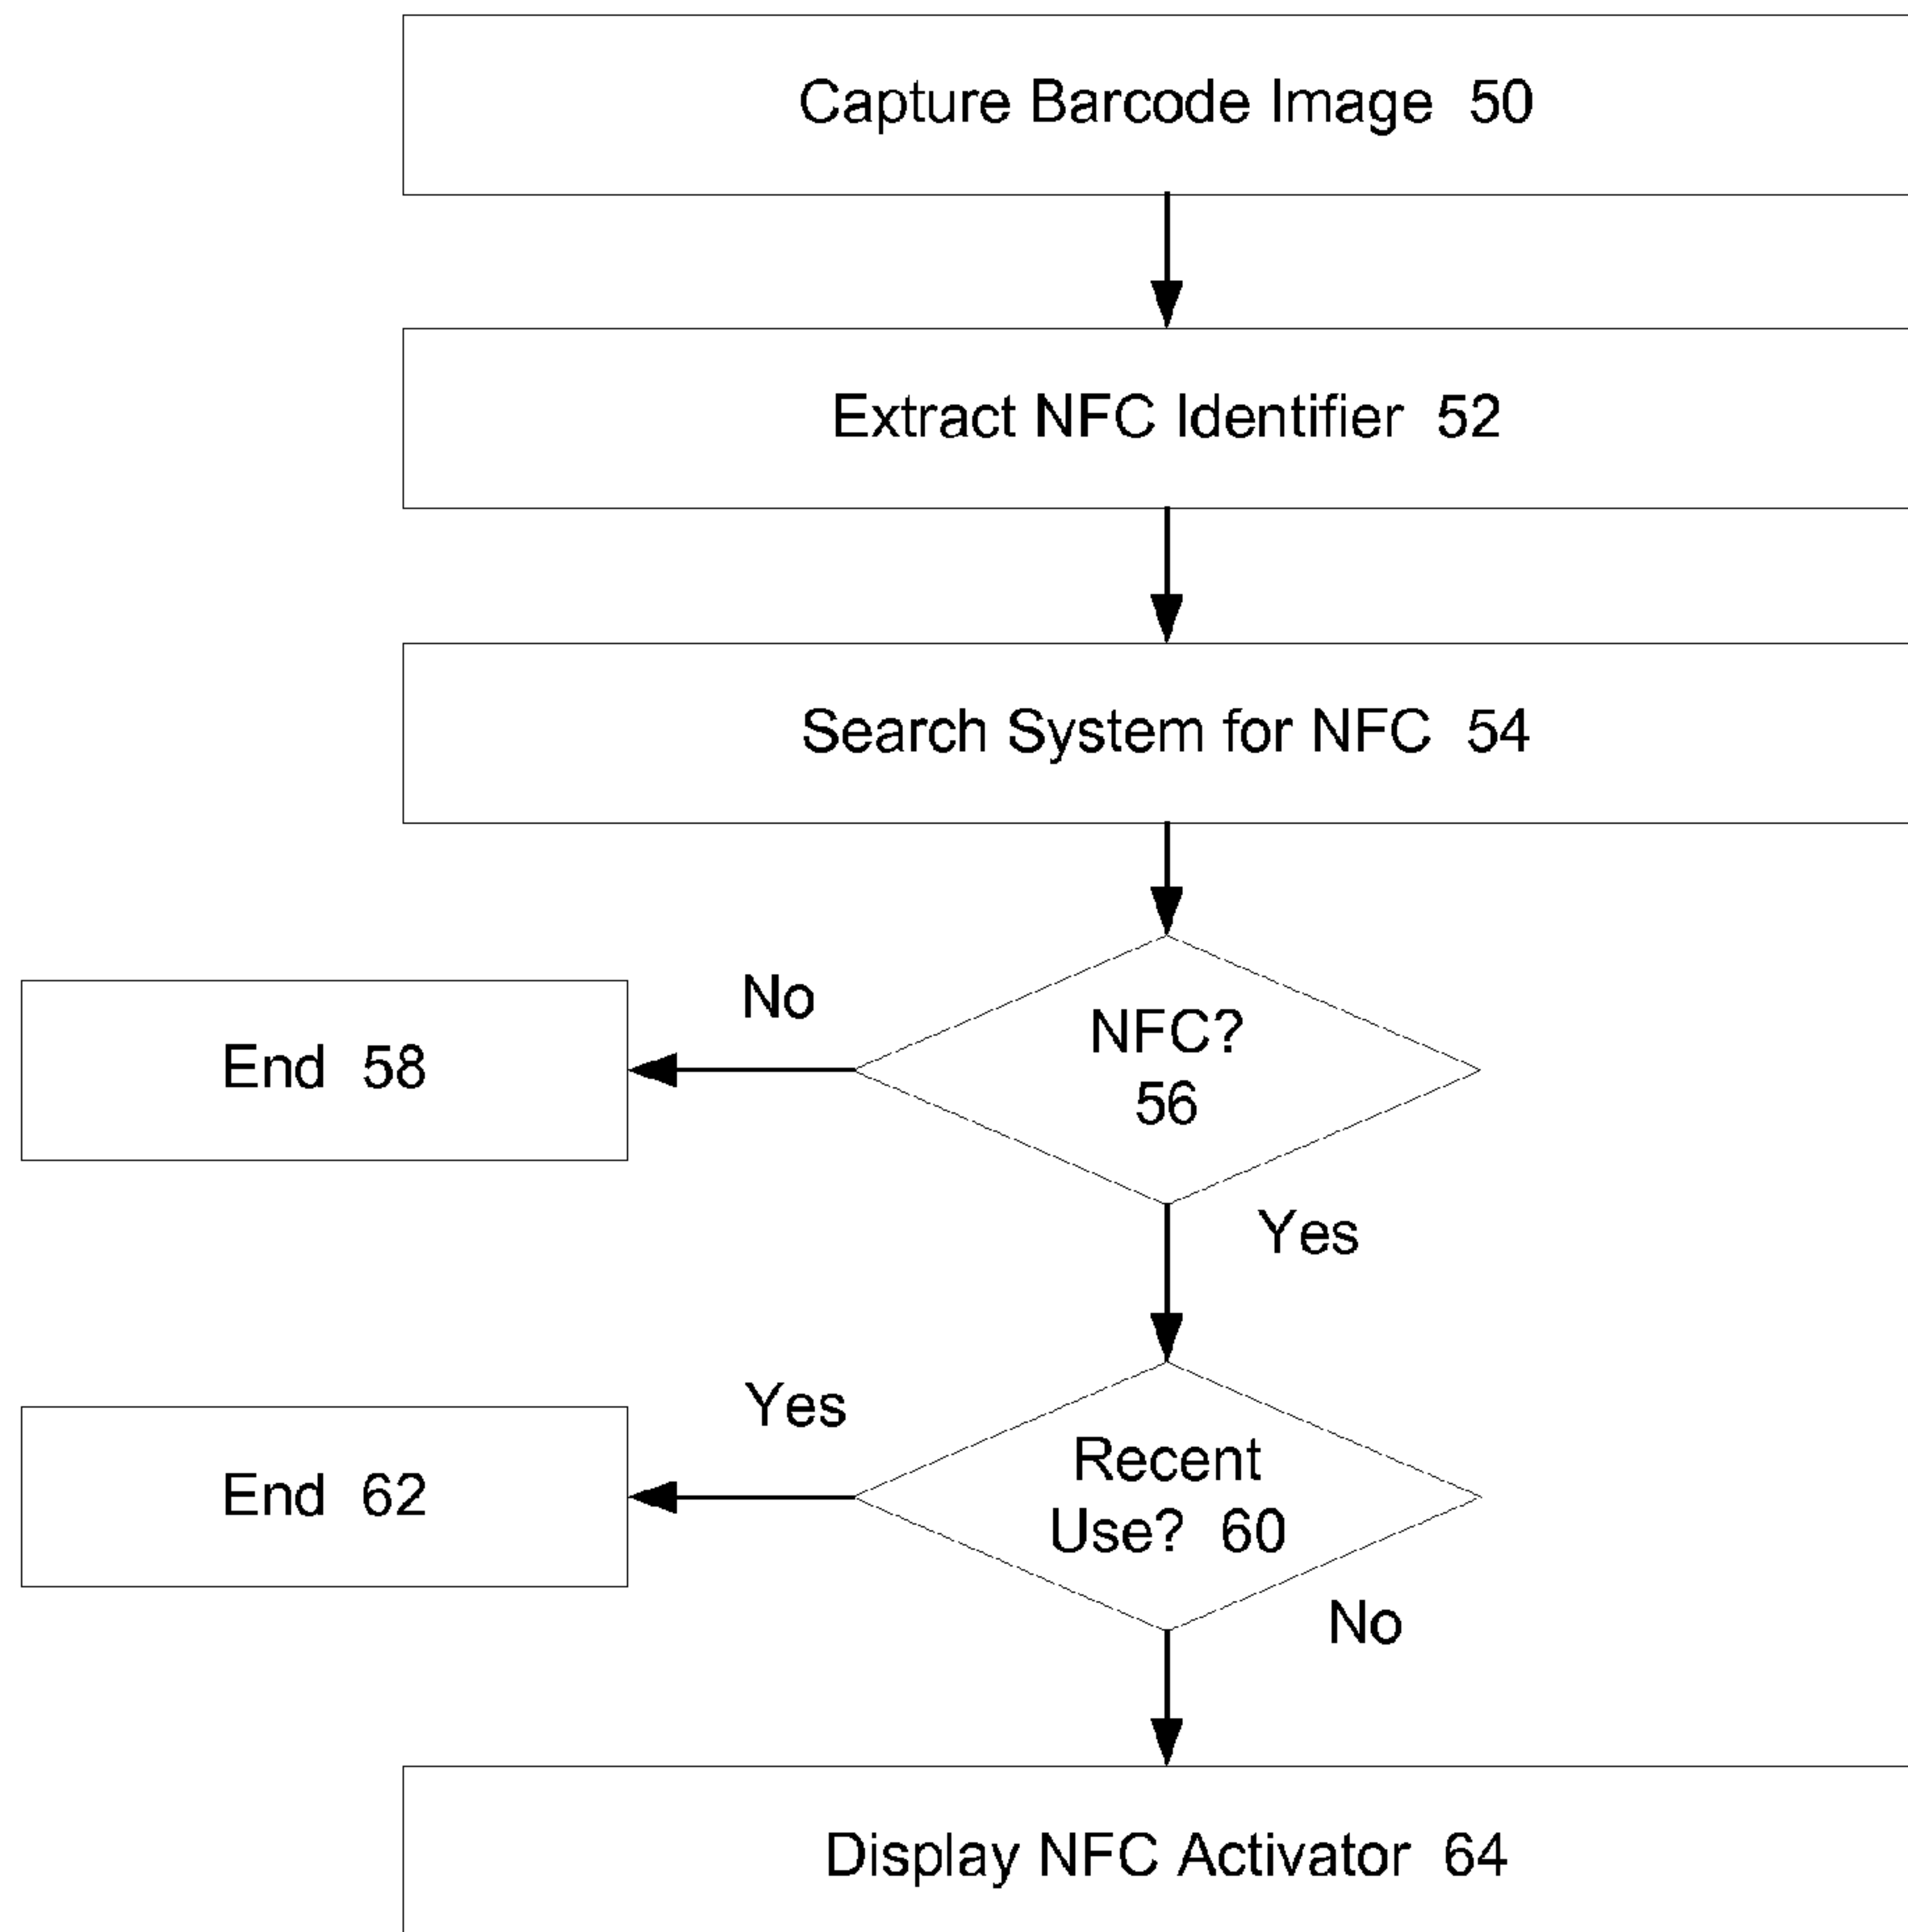 Capture Barcode Image 50
Extract NFC Identifier 52
Search System for NFC 54
No
NFC?
56
End 58
Yes
Yes
Recent
Use? 60
End 62
No
Display NFC Activator 64